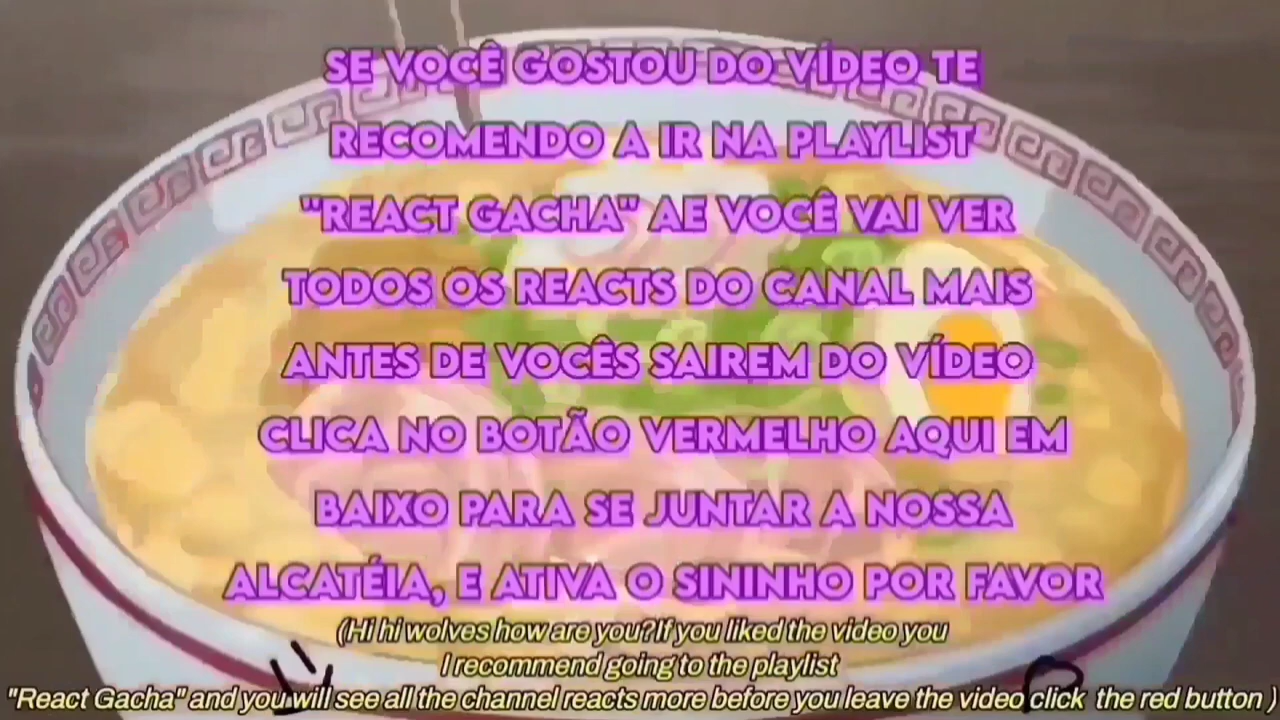 SE VOCÊ GOSTOU DO VÍDEO TE
RECOMENDO A IR NA PLAYLIST
"REACT GACHA" AE VOCÊ VAI VER
TODOS OS REACTS DO CANAL MAIS
ANTES DE VOCÊS SAIREM DO VÍDEO
CLICA NO BOTÃO VERMELHO AQUI EM
BAIXO PARA SE JUNTAR A NOSSA
ALCATÉIA, E ATIVA O SININHO POR FAVOR
(Hi hi wolves how are you?If you liked the video you
I recommend going to the playlist
"React Gacha" and you will see all the channel reacts more before you leave the video click the red button )